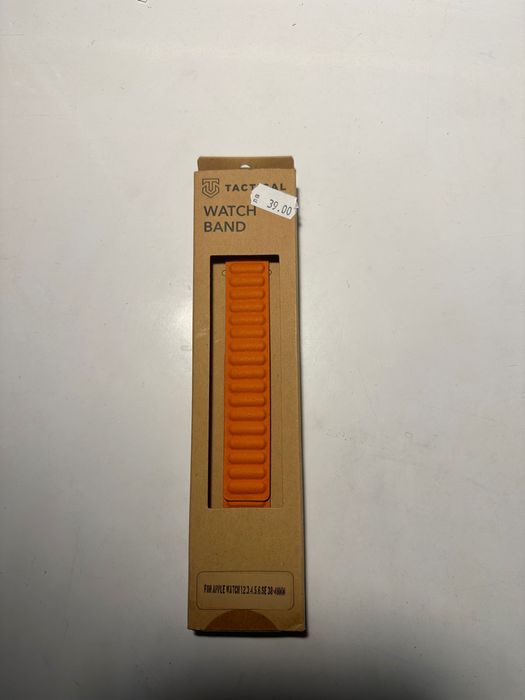 TACTICAL
39.00
WATCH
BAND
FOR APPLE WATCH 1.2.3.4.5.6.SE 38-40MM